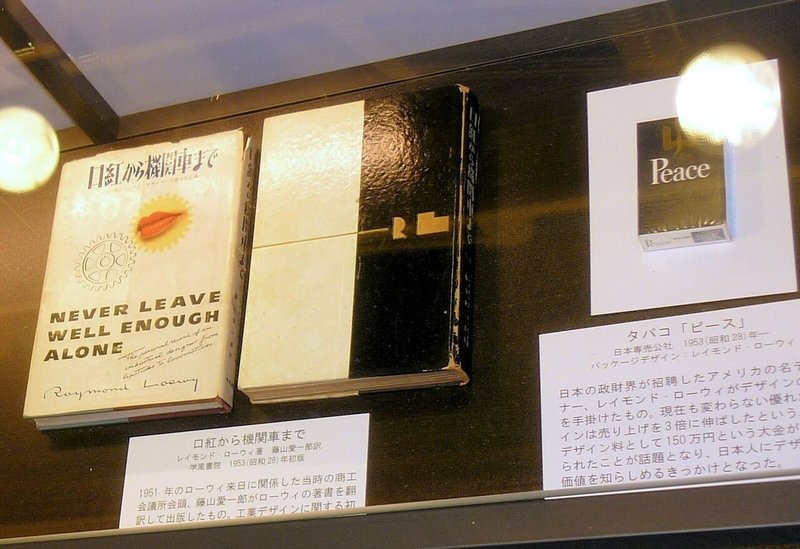 口紅から機関車まで
NEVER LEAVE
WELL ENOUGH
ALONE
The personal record of an
industrial designer from
lipsticks to locomotives.
Raymond Loewy
RL
Peace
Peace
口紅から機関車まで
レイモンド・ローウィ著 藤山愛一郎訳
学風書院 1953(昭和28)年初版
1951年のローウィ来日に関係した当時の商工
会議所会頭、藤山愛一郎がローウィの著書を翻
訳して出版したもの。工業デザインに関する初
タバコ「ピース」
日本専売公社 1953(昭和28)年―
パッケージデザイン：レイモンド・ローウィ
日本の政財界が招聘したアメリカの名デ
ナー、レイモンド・ローウィがデザインの
を手掛けたもの。現在も変わらない優れ
インは売り上げを3倍に伸ばしたという。
デザイン料として150万円という大金が
られたことが話題となり、日本人にデザ
価値を知らしめるきっかけとなった。